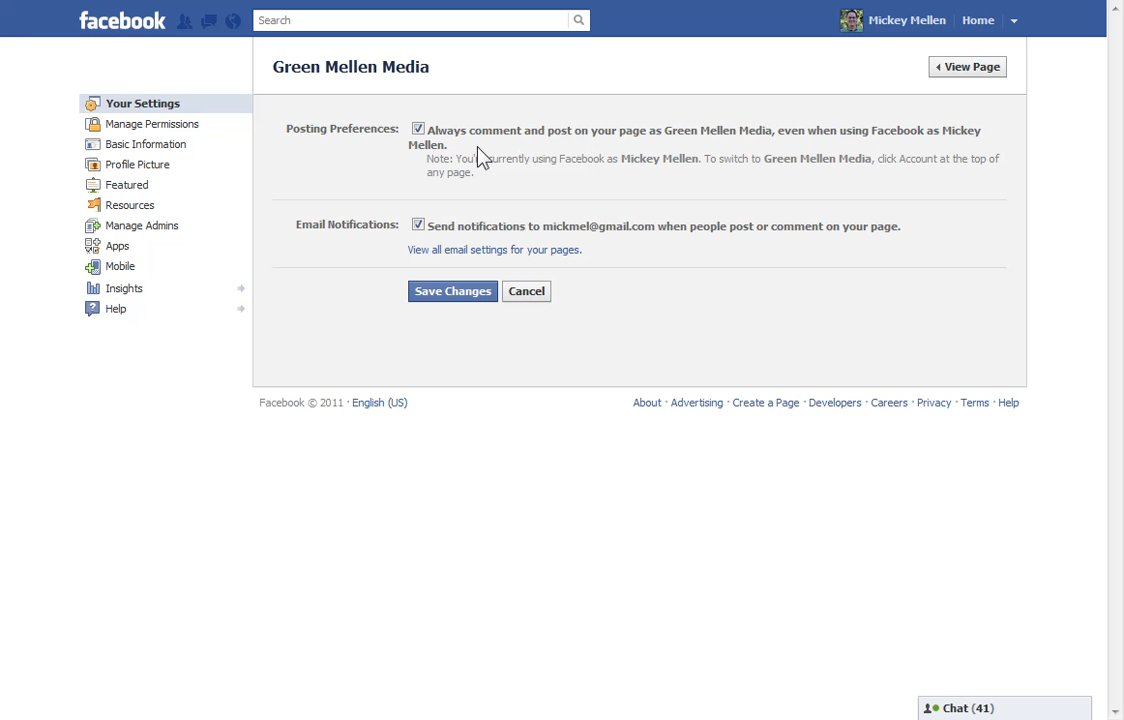 facebook
Search
Mickey Mellen
Home
Green Mellen Media
View Page
Your Settings
Manage Permissions
Basic Information
Profile Picture
Featured
Resources
Manage Admins
Apps
Mobile
Insights
Help
Posting Preferences:
Always comment and post on your page as Green Mellen Media, even when using Facebook as Mickey
Mellen.
Note: You're currently using Facebook as Mickey Mellen. To switch to Green Mellen Media, click Account at the top of
any page.
Email Notifications:
Send notifications to mickmel@gmail.com when people post or comment on your page.
View all email settings for your pages.
Save Changes
Cancel
Facebook © 2011 · English (US)
About · Advertising · Create a Page · Developers · Careers · Privacy · Terms · Help
Chat (41)